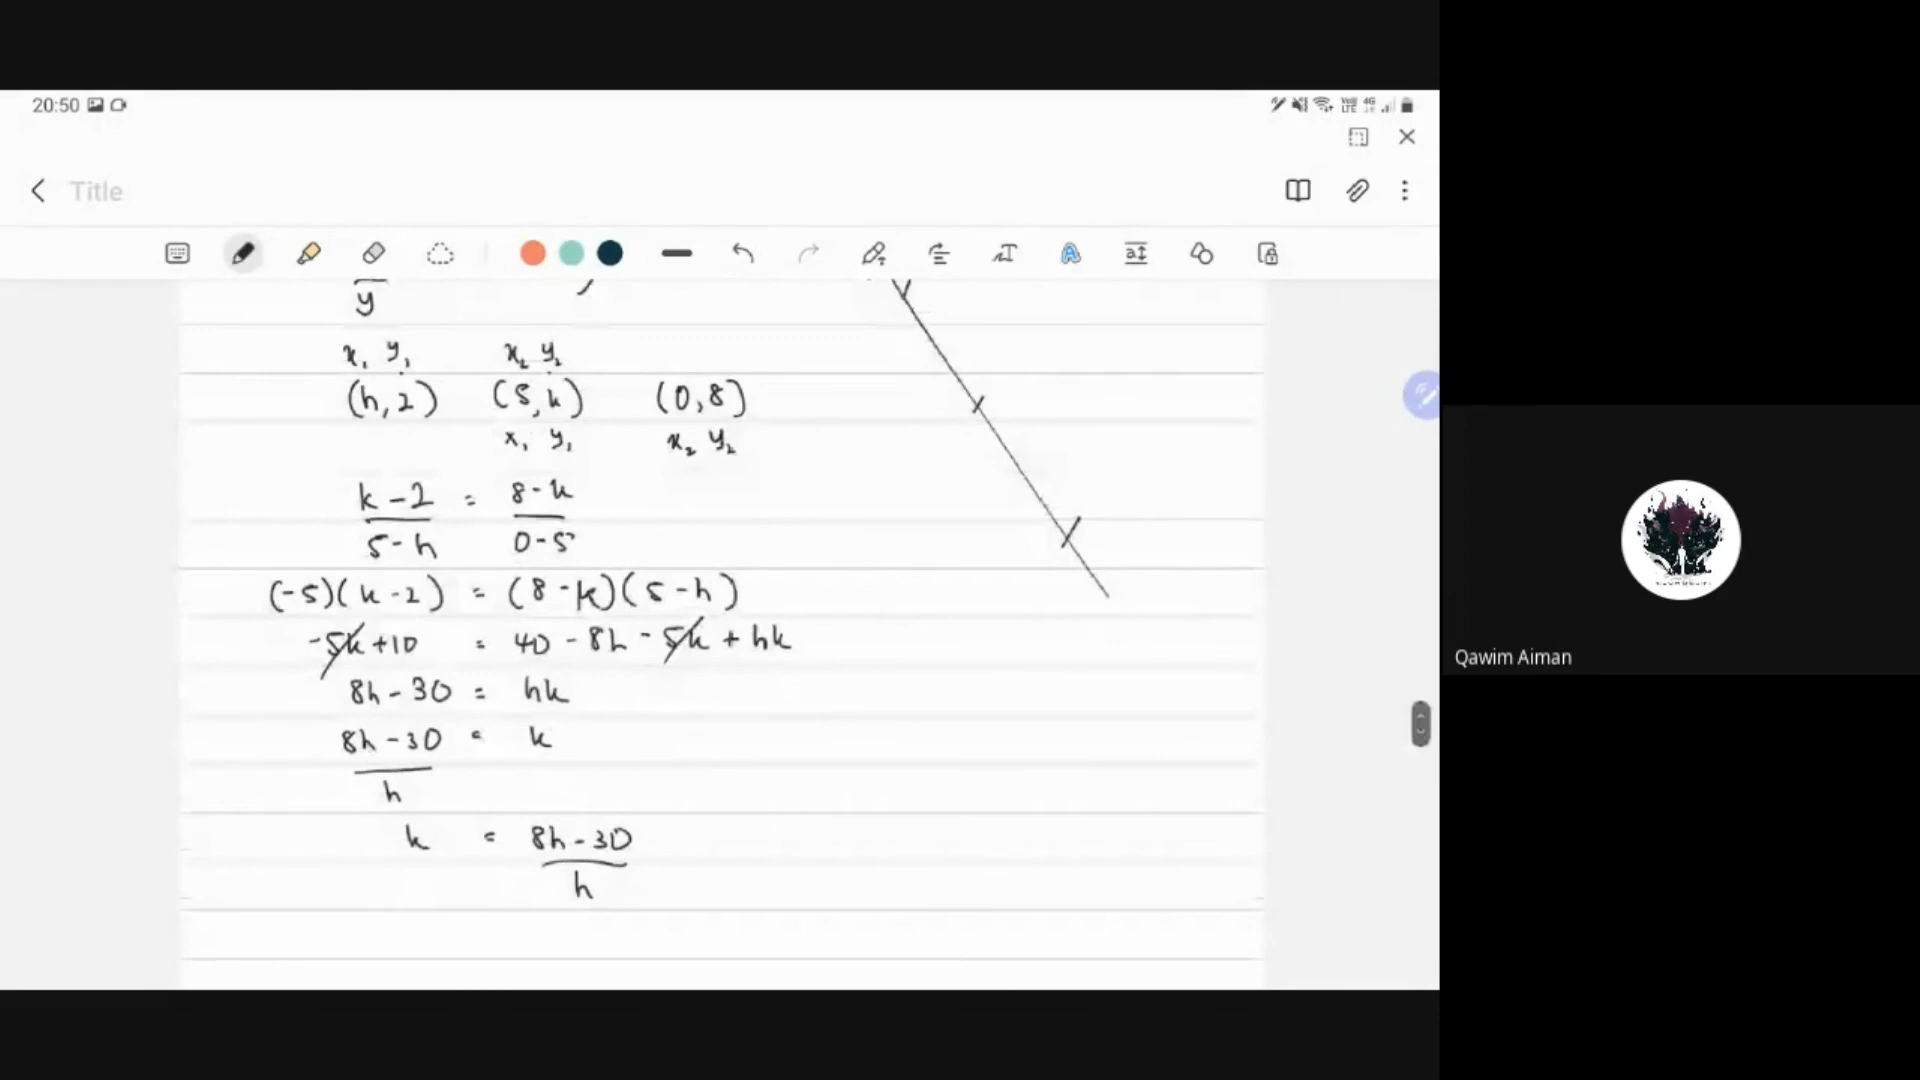 20:50
VoLTE 4G
Title
y
x₁ y₁ x₂ y₂
(h, 2) (5, k) (0, 8)
x₁ y₁ x₂ y₂
k - 2 = 8 - k
5 - h 0 - 5
(-5)(k - 2) = (8 - k)(5 - h)
-5k + 10 = 40 - 8h - 5k + hk
8h - 30 = hk
8h - 30 = k
h
k = 8h - 30
h
Qawim Aiman